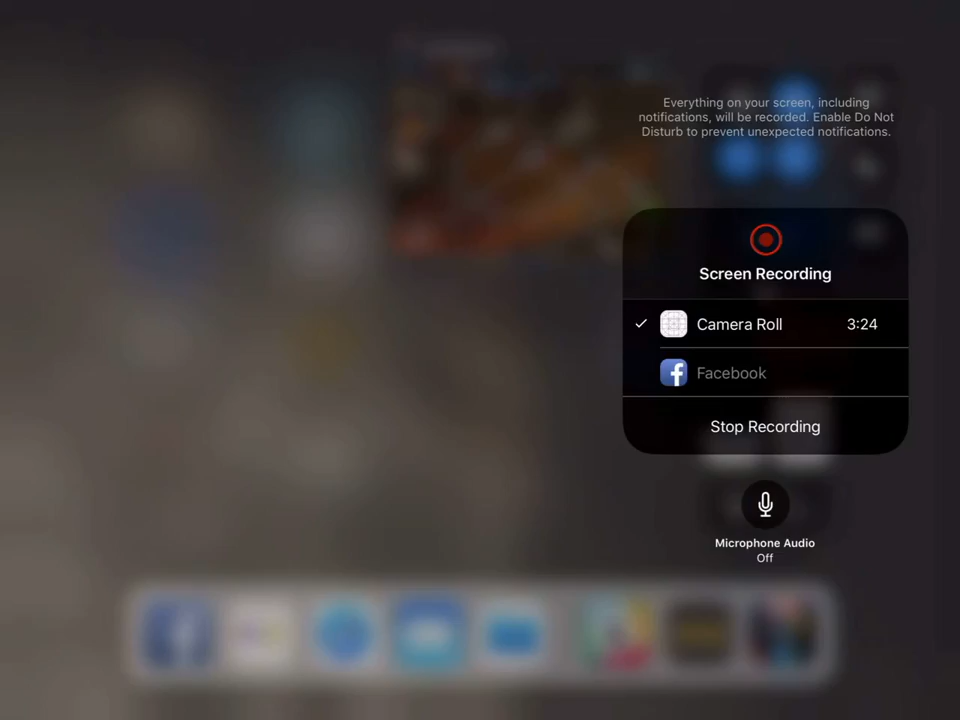 Everything on your screen, including
notifications, will be recorded. Enable Do Not
Disturb to prevent unexpected notifications.
Screen Recording
Camera Roll 3:24
Facebook
Stop Recording
Microphone Audio
Off